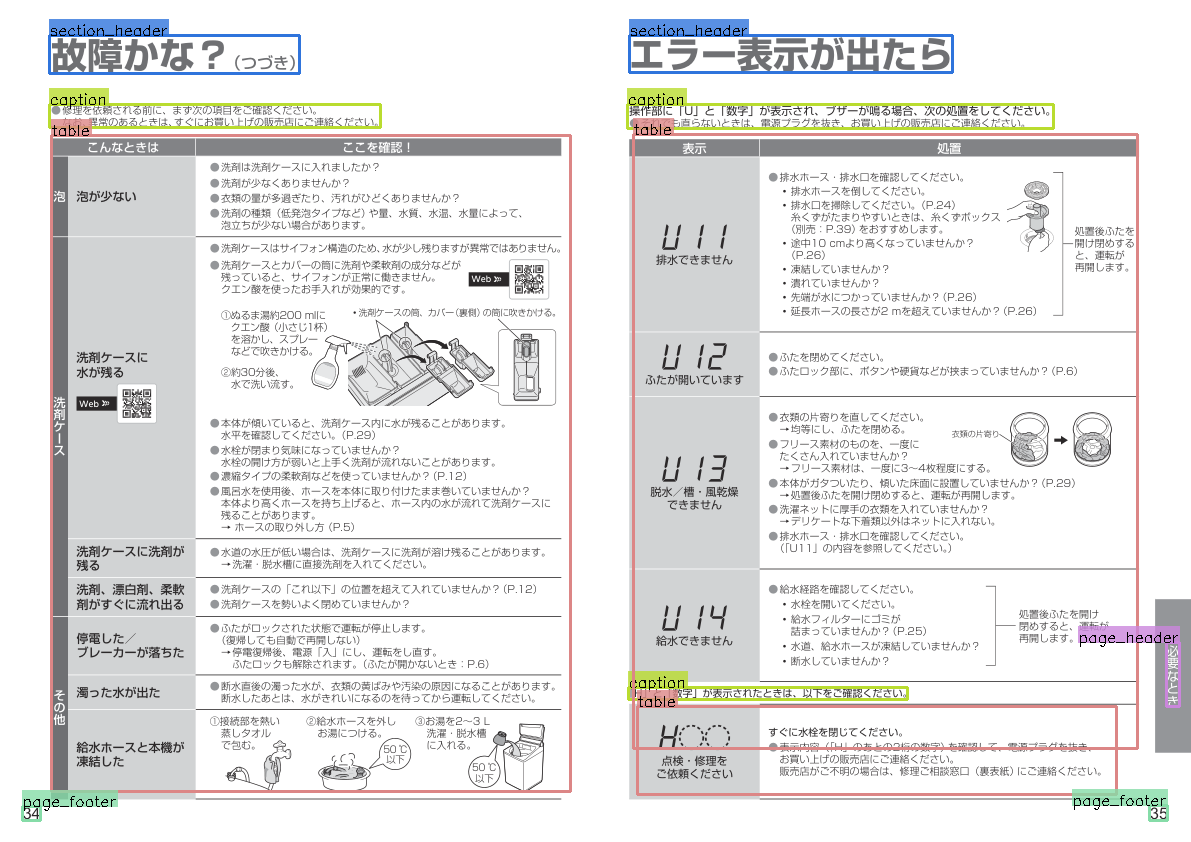 section_header
故障かな？（つづき）
caption
●修理を依頼される前に、まず次の項目をご確認ください。
異常のあるときは、すぐにお買い上げの販売店にご連絡ください。
table
こんなときは
ここを確認！
泡
泡が少ない
●洗剤は洗剤ケースに入れましたか？
●洗剤が少なくありませんか？
●衣類の量が多過ぎたり、汚れがひどくありませんか？
●洗剤の種類（低発泡タイプなど）や量、水質、水温、水量によって、
泡立ちが少ない場合があります。
洗剤ケース
洗剤ケースに
水が残る
Web
●洗剤ケースはサイフォン構造のため、水が少し残りますが異常ではありません。
●洗剤ケースとカバーの筒に洗剤や柔軟剤の成分などが
残っていると、サイフォンが正常に働きません。
クエン酸を使ったお手入れが効果的です。
Web
①ぬるま湯約200 mlに
クエン酸（小さじ1杯）
を溶かし、スプレー
などで吹きかける。
②約30分後、
水で洗い流す。
・洗剤ケースの筒、カバー（裏側）の筒に吹きかける。
●本体が傾いていると、洗剤ケース内に水が残ることがあります。
水平を確認してください。（P.29）
●水栓が閉まり気味になっていませんか？
水栓の開け方が弱いと上手く洗剤が流れないことがあります。
●濃縮タイプの柔軟剤などを使っていませんか？（P.12）
●風呂水を使用後、ホースを本体に取り付けたまま巻いていませんか？
本体より高くホースを持ち上げると、ホース内の水が流れて洗剤ケースに
残ることがあります。
→ ホースの取り外し方（P.5）
洗剤ケースに洗剤が
残る
●水道の水圧が低い場合は、洗剤ケースに洗剤が溶け残ることがあります。
→洗濯・脱水槽に直接洗剤を入れてください。
洗剤、漂白剤、柔軟
剤がすぐに流れ出る
●洗剤ケースの「これ以下」の位置を超えて入れていませんか？（P.12）
●洗剤ケースを勢いよく閉めていませんか？
その他
停電した／
ブレーカーが落ちた
●ふたがロックされた状態で運転が停止します。
（復帰しても自動で再開しない）
→停電復帰後、電源「入」にし、運転をし直す。
ふたロックも解除されます。（ふたが開かないとき：P.6）
濁った水が出た
●断水直後の濁った水が、衣類の黄ばみや汚染の原因になることがあります。
断水したあとは、水がきれいになるのを待ってから運転してください。
給水ホースと本機が
凍結した
①接続部を熱い
蒸しタオル
で包む。
②給水ホースを外し
お湯につける。
50℃
以下
③お湯を2～3 L
洗濯・脱水槽
に入れる。
50℃
以下
page_footer
34
section_header
エラー表示が出たら
caption
操作部に「U」と「数字」が表示され、ブザーが鳴る場合、次の処置をしてください。
も直らないときは、電源プラグを抜き、お買い上げの販売店にご連絡ください。
table
表示
処置
U11
排水できません
●排水ホース・排水口を確認してください。
・排水ホースを倒してください。
・排水口を掃除してください。（P.24）
糸くずがたまりやすいときは、糸くずボックス
（別売：P.39）をおすすめします。
・途中10 cmより高くなっていませんか？
（P.26）
・凍結していませんか？
・潰れていませんか？
・先端が水につかっていませんか？（P.26）
・延長ホースの長さが2 mを超えていませんか？（P.26）
処置後ふたを
開け閉めする
と、運転が
再開します。
U12
ふたが開いています
●ふたを閉めてください。
●ふたロック部に、ボタンや硬貨などが挟まっていませんか？（P.6）
U13
脱水／槽・風乾燥
できません
●衣類の片寄りを直してください。
→均等にし、ふたを閉める。
●フリース素材のものを、一度に
たくさん入れていませんか？
→フリース素材は、一度に3～4枚程度にする。
●本体がガタついたり、傾いた床面に設置していませんか？（P.29）
→処置後ふたを開け閉めすると、運転が再開します。
●洗濯ネットに厚手の衣類を入れていませんか？
→デリケートな下着類以外はネットに入れない。
●排水ホース・排水口を確認してください。
（「U11」の内容を参照してください。）
衣類の片寄り
U14
給水できません
●給水経路を確認してください。
・水栓を開いてください。
・給水フィルターにゴミが
詰まっていませんか？（P.25）
・水道、給水ホースが凍結していませんか？
・断水していませんか？
処置後ふたを開け
閉めすると、運転が
再開します。
page_header
必要なとき
caption
「数字」が表示されたときは、以下をご確認ください。
table
H
点検・修理を
ご依頼ください
すぐに水栓を閉じてください。
●表示内容（「H」のあとの2桁の数字）を確認して、電源プラグを抜き、
お買い上げの販売店にご連絡ください。
販売店がご不明の場合は、修理ご相談窓口（裏表紙）にご連絡ください。
page_footer
35